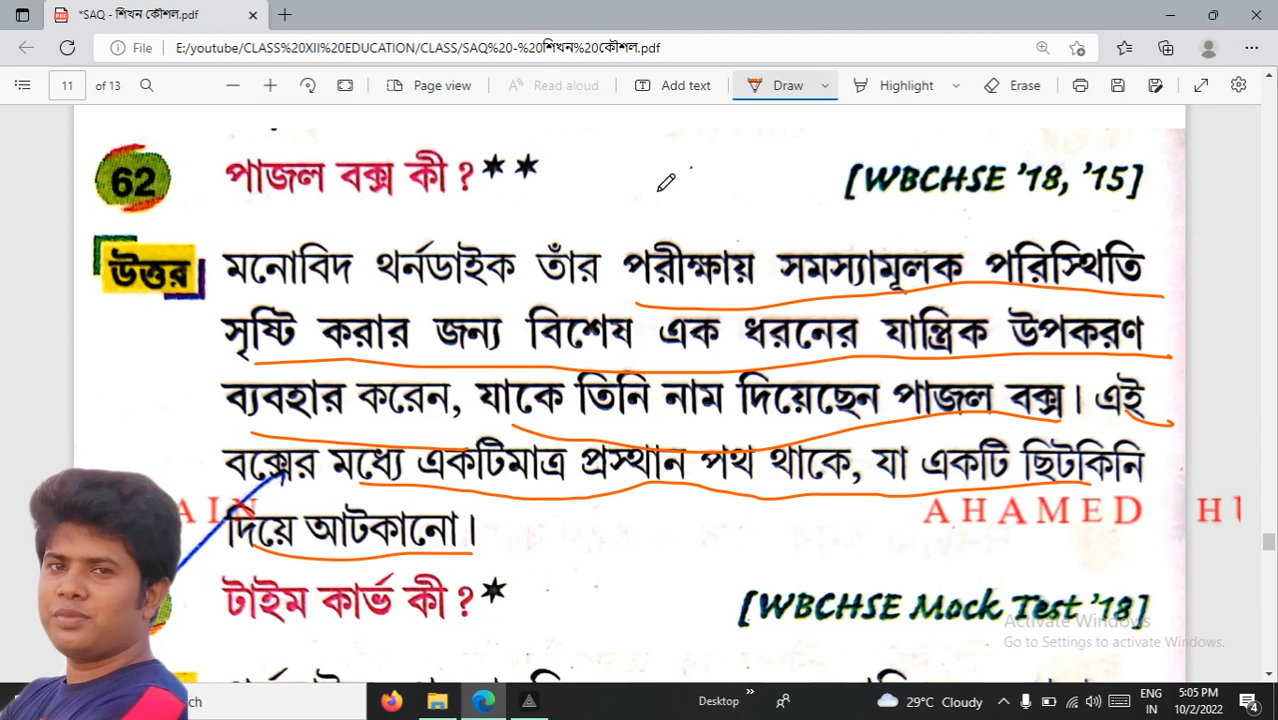 *SAQ - শিখন কৌশল.pdf
File E:/youtube/CLASS%20XII%20EDUCATION/CLASS/SAQ%20-%20শিখন%20কৌশল.pdf
11 of 13 Page view Read aloud Add text Draw Highlight Erase
62 পাজল বক্স কী ? ★★ [WBCHSE '18, '15]
উত্তর মনোবিদ থর্নডাইক তাঁর পরীক্ষায় সমস্যামূলক পরিস্থিতি
সৃষ্টি করার জন্য বিশেষ এক ধরনের যান্ত্রিক উপকরণ
ব্যবহার করেন, যাকে তিনি নাম দিয়েছেন পাজল বক্স। এই
বক্সের মধ্যে একটিমাত্র প্রস্থান পথ থাকে, যা একটি ছিটকিনি
AIN AHAMED HU
দিয়ে আটকানো।
টাইম কার্ভ কী ? ★ [WBCHSE Mock Test '18]
Activate Windows
Go to Settings to activate Windows.
rch Desktop 29°C Cloudy ENG 5:05 PM
IN 10/2/2022 4